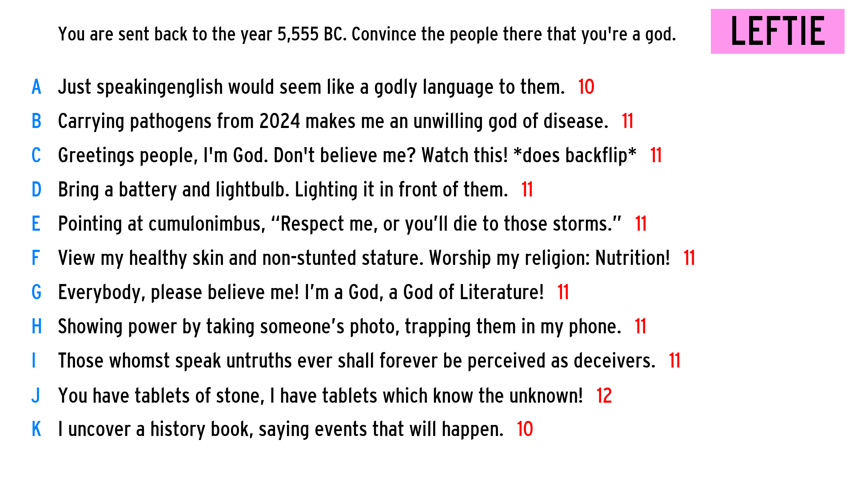 You are sent back to the year 5,555 BC. Convince the people there that you're a god.
LEFTIE
A Just speakingenglish would seem like a godly language to them. 10
B Carrying pathogens from 2024 makes me an unwilling god of disease. 11
C Greetings people, I'm God. Don't believe me? Watch this! *does backflip* 11
D Bring a battery and lightbulb. Lighting it in front of them. 11
E Pointing at cumulonimbus, “Respect me, or you’ll die to those storms.” 11
F View my healthy skin and non-stunted stature. Worship my religion: Nutrition! 11
G Everybody, please believe me! I’m a God, a God of Literature! 11
H Showing power by taking someone’s photo, trapping them in my phone. 11
I Those whomst speak untruths ever shall forever be perceived as deceivers. 11
J You have tablets of stone, I have tablets which know the unknown! 12
K I uncover a history book, saying events that will happen. 10